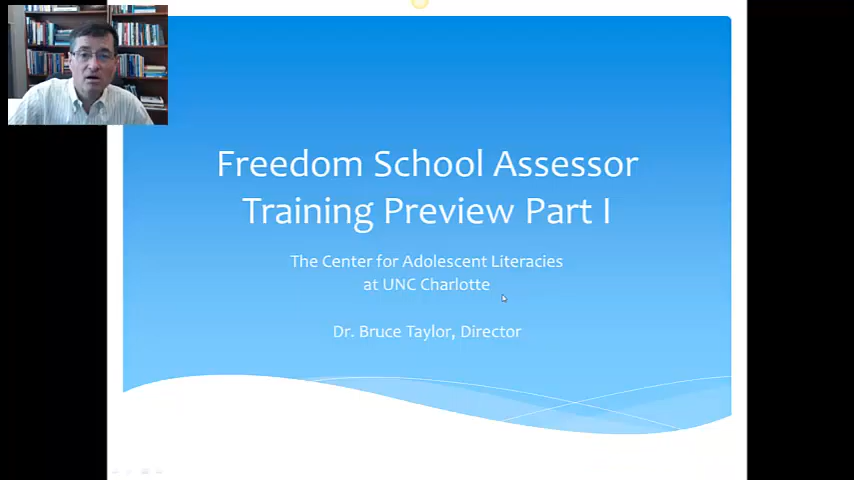 Freedom School Assessor
Training Preview Part I
The Center for Adolescent Literacies
at UNC Charlotte
Dr. Bruce Taylor, Director